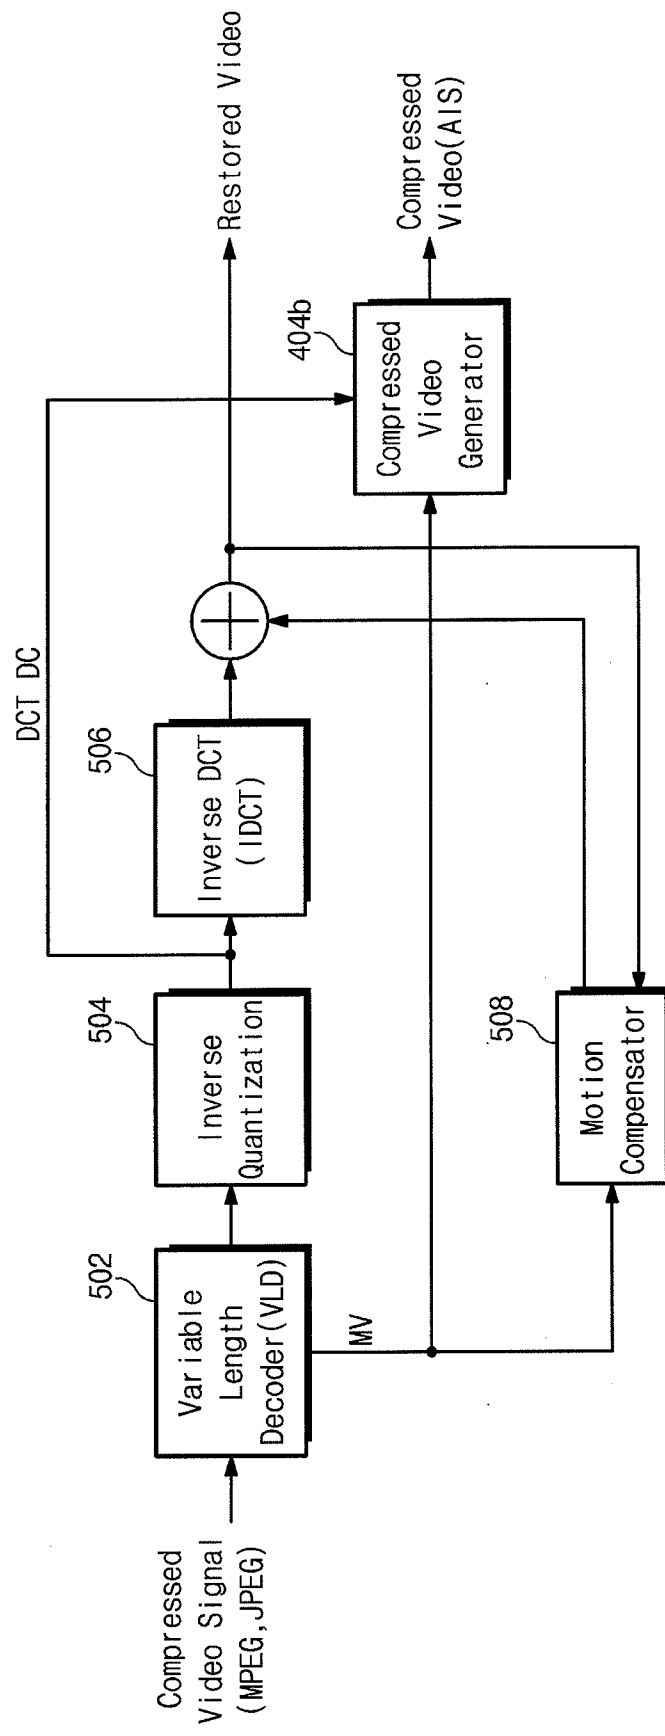 Compressed
Video Signal
(MPEG,JPEG)
502
Variable
Length
Decoder(VLD)
MV
504
Inverse
Quantization
DCT DC
506
Inverse DCT
(IDCT)
Restored Video
404b
Compressed
Video
Generator
Compressed
Video(AIS)
508
Motion
Compensator